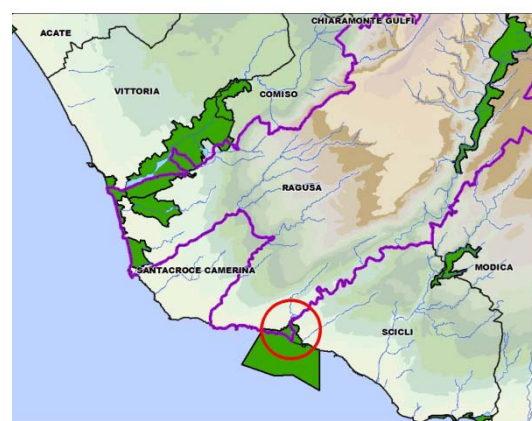 CHIARAMONTE GULFI
ACATE
VITTORIA
COMISO
RAGUSA
SANTACROCE CAMERINA
MODICA
SCICLI